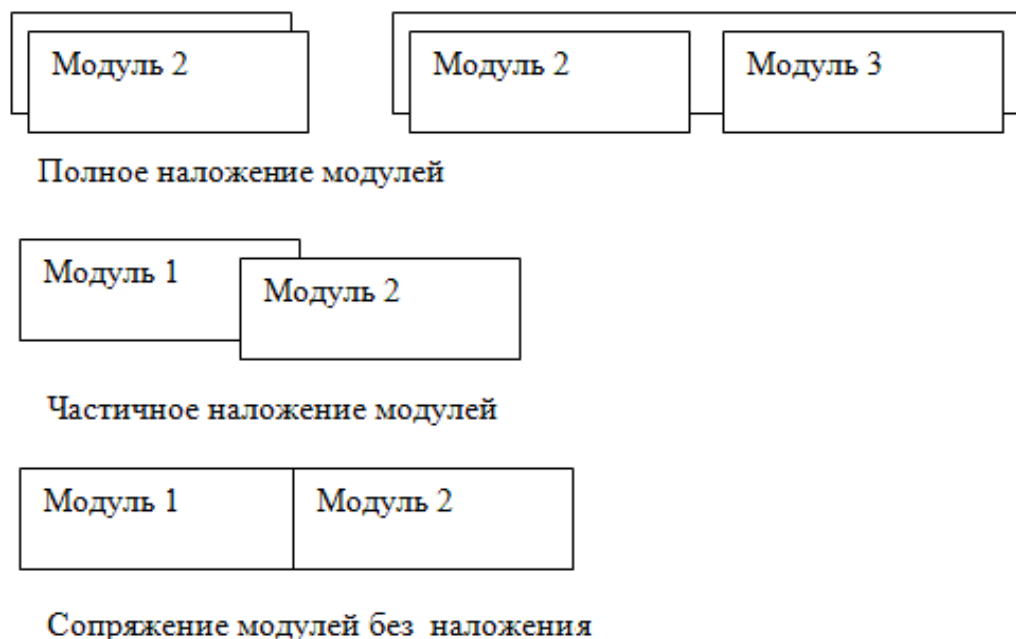 Модуль 2
Модуль 2 Модуль 3
Полное наложение модулей
Модуль 1
Модуль 2
Частичное наложение модулей
Модуль 1 Модуль 2
Сопряжение модулей без наложения